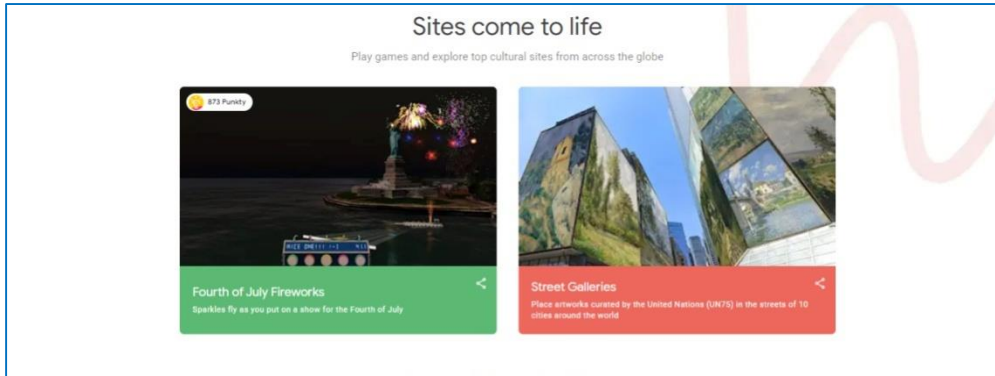 Sites come to life
Play games and explore top cultural sites from across the globe
873 Punkty
NICE ONE!!! :-)
Fourth of July Fireworks
Sparkles fly as you put on a show for the Fourth of July
Street Galleries
Place artworks curated by the United Nations (UN75) in the streets of 10
cities around the world